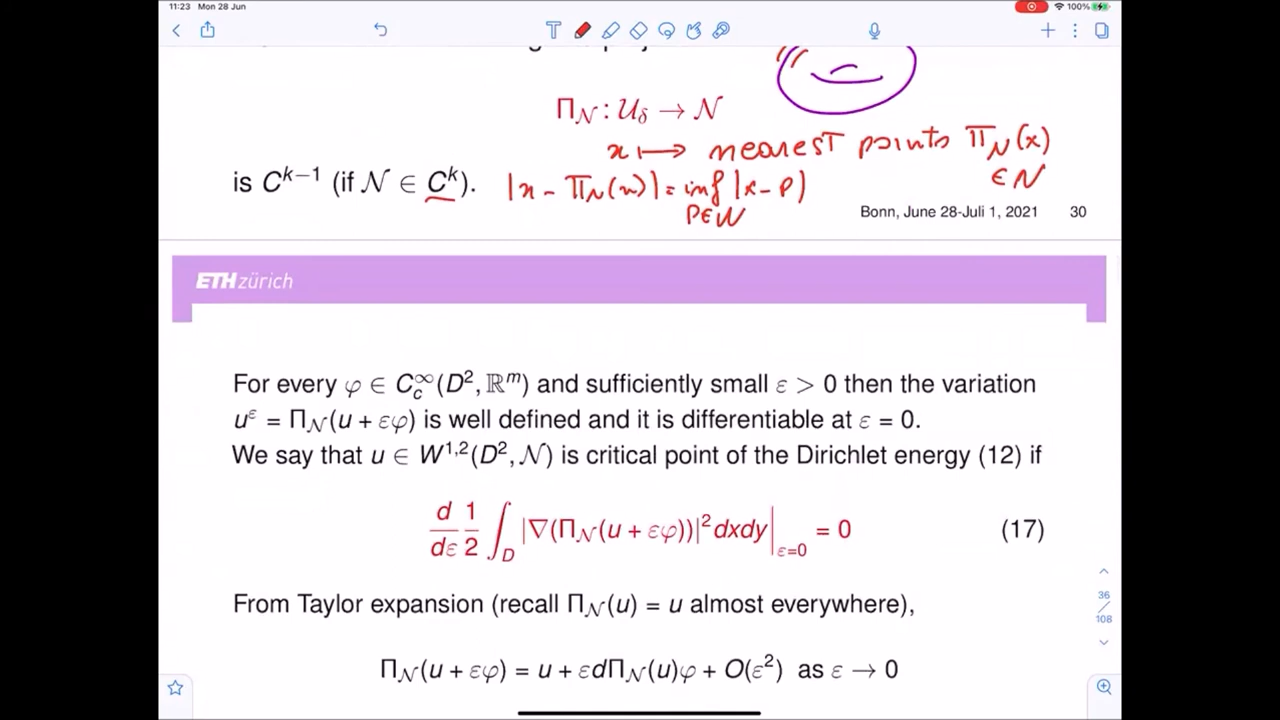 11:23 Mon 28 Jun
100%
Π_𝒩 : 𝒰_δ → 𝒩
x ⟼ nearest points Π_N(x) ∈ N
is C^{k−1} (if 𝒩 ∈ C^k). |x − Π_N(x)| = inf_{P∈N} |x − p|
Bonn, June 28-Juli 1, 2021 30
ETH zürich
For every φ ∈ C_c^∞(D², ℝ^m) and sufficiently small ε > 0 then the variation
u^ε = Π_𝒩(u + εφ) is well defined and it is differentiable at ε = 0.
We say that u ∈ W^{1,2}(D², 𝒩) is critical point of the Dirichlet energy (12) if
d/dε 1/2 ∫_D |∇(Π_𝒩(u + εφ))|² dxdy|_{ε=0} = 0 (17)
From Taylor expansion (recall Π_𝒩(u) = u almost everywhere),
Π_𝒩(u + εφ) = u + εdΠ_𝒩(u)φ + O(ε²) as ε → 0
36
/
108